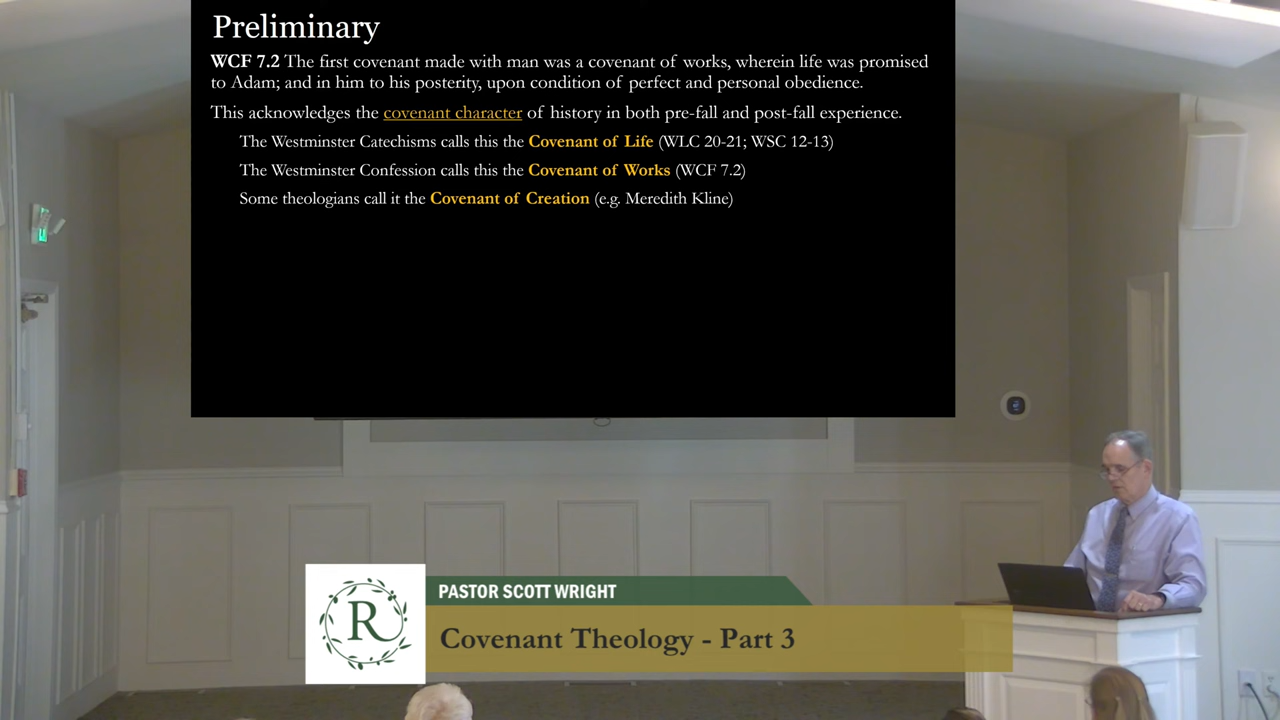 Preliminary
WCF 7.2 The first covenant made with man was a covenant of works, wherein life was promised
to Adam; and in him to his posterity, upon condition of perfect and personal obedience.
This acknowledges the covenant character of history in both pre-fall and post-fall experience.
The Westminster Catechisms calls this the Covenant of Life (WLC 20-21; WSC 12-13)
The Westminster Confession calls this the Covenant of Works (WCF 7.2)
Some theologians call it the Covenant of Creation (e.g. Meredith Kline)
R
PASTOR SCOTT WRIGHT
Covenant Theology - Part 3